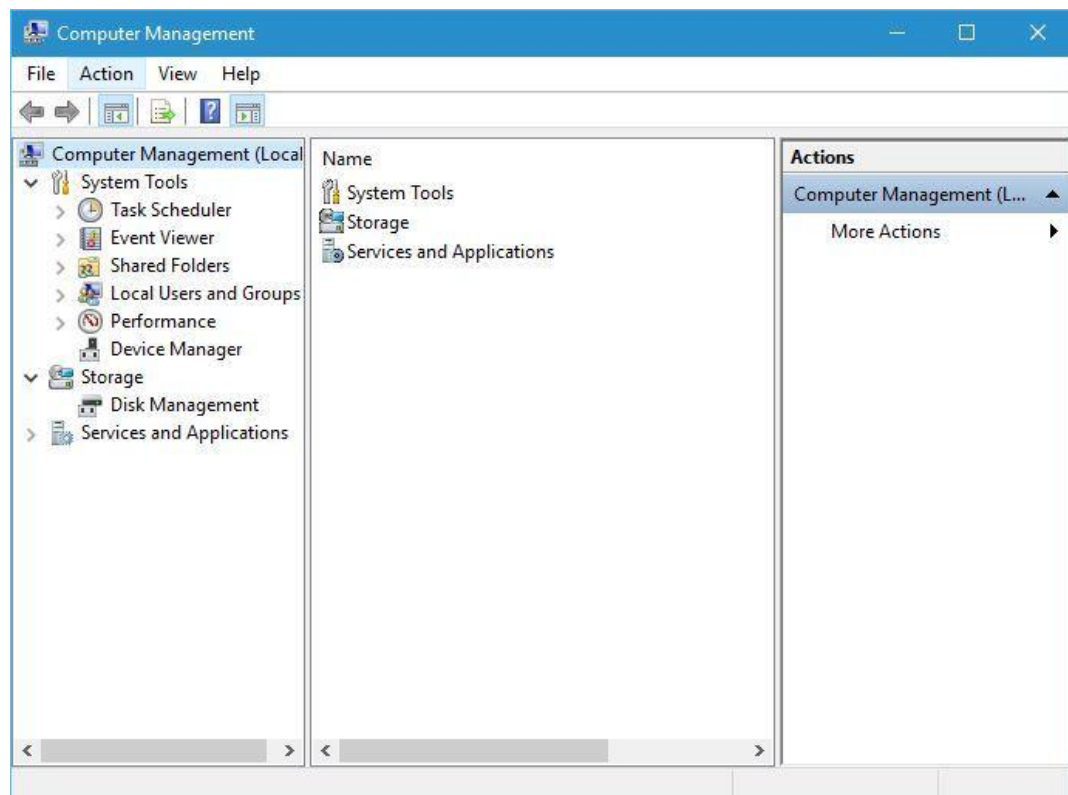 Computer Management
File Action View Help
Computer Management (Local
System Tools
Task Scheduler
Event Viewer
Shared Folders
Local Users and Groups
Performance
Device Manager
Storage
Disk Management
Services and Applications
Name
System Tools
Storage
Services and Applications
Actions
Computer Management (L...
More Actions